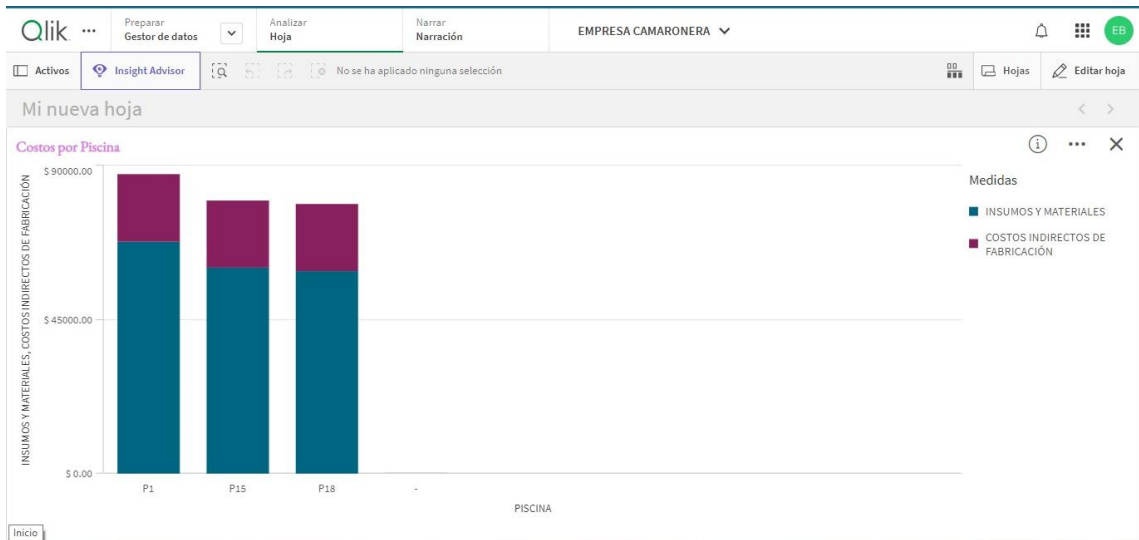 Qlik
Preparar
Gestor de datos
Analizar
Hoja
Narrar
Narración
EMPRESA CAMARONERA
EB
Activos
Insight Advisor
No se ha aplicado ninguna selección
Hojas
Editar hoja
Mi nueva hoja
Costos por Piscina
INSUMOS Y MATERIALES, COSTOS INDIRECTOS DE FABRICACIÓN
$ 90000.00
$ 45000.00
$ 0.00
P1
P15
P18
-
PISCINA
Medidas
INSUMOS Y MATERIALES
COSTOS INDIRECTOS DE
FABRICACIÓN
Inicio